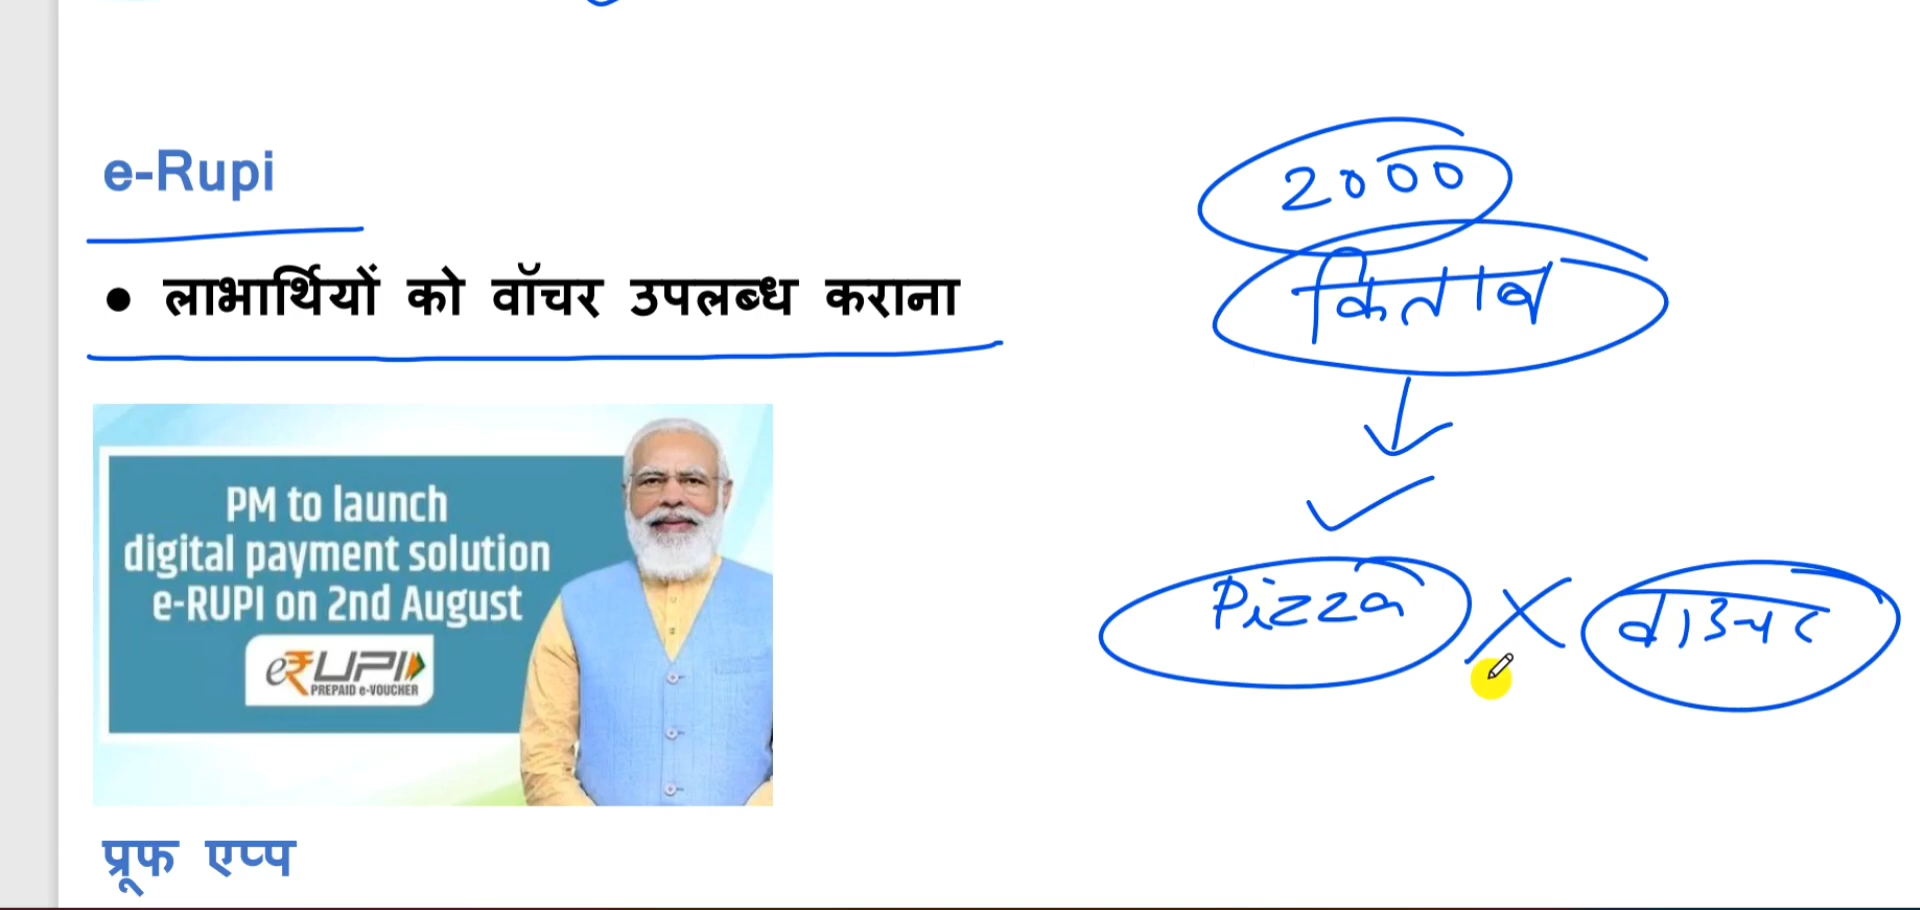 e-Rupi
● लाभार्थियों को वॉचर उपलब्ध कराना
PM to launch
digital payment solution
e-RUPI on 2nd August
e₹UPI
PREPAID e-VOUCHER
प्रूफ एप्प
2000
किताब
Pizza X वाउचर